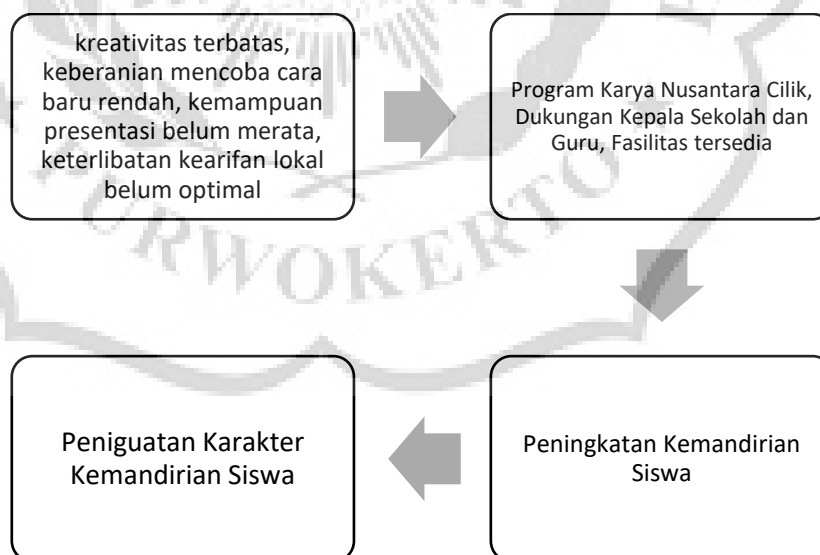 kreativitas terbatas,
keberanian mencoba cara
baru rendah, kemampuan
presentasi belum merata,
keterlibatan kearifan lokal
belum optimal
Program Karya Nusantara Cilik,
Dukungan Kepala Sekolah dan
Guru, Fasilitas tersedia
Peningkatan Kemandirian
Siswa
Peniguatan Karakter
Kemandirian Siswa
PURWOKERTO